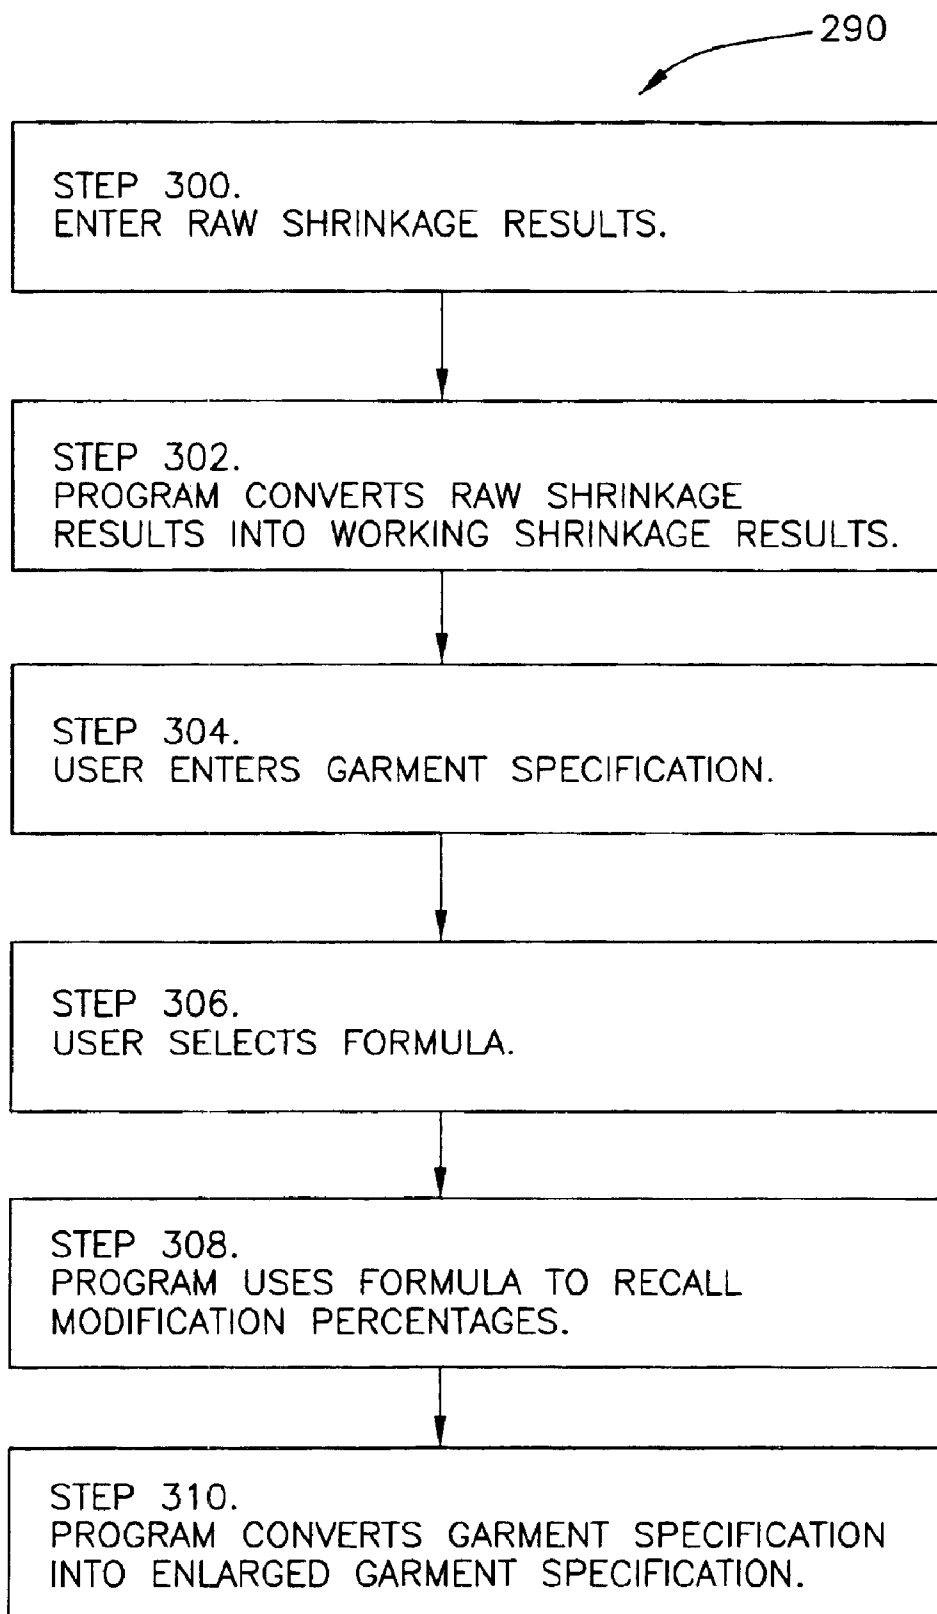 290
STEP 300.
ENTER RAW SHRINKAGE RESULTS.
STEP 302.
PROGRAM CONVERTS RAW SHRINKAGE
RESULTS INTO WORKING SHRINKAGE RESULTS.
STEP 304.
USER ENTERS GARMENT SPECIFICATION.
STEP 306.
USER SELECTS FORMULA.
STEP 308.
PROGRAM USES FORMULA TO RECALL
MODIFICATION PERCENTAGES.
STEP 310.
PROGRAM CONVERTS GARMENT SPECIFICATION
INTO ENLARGED GARMENT SPECIFICATION.